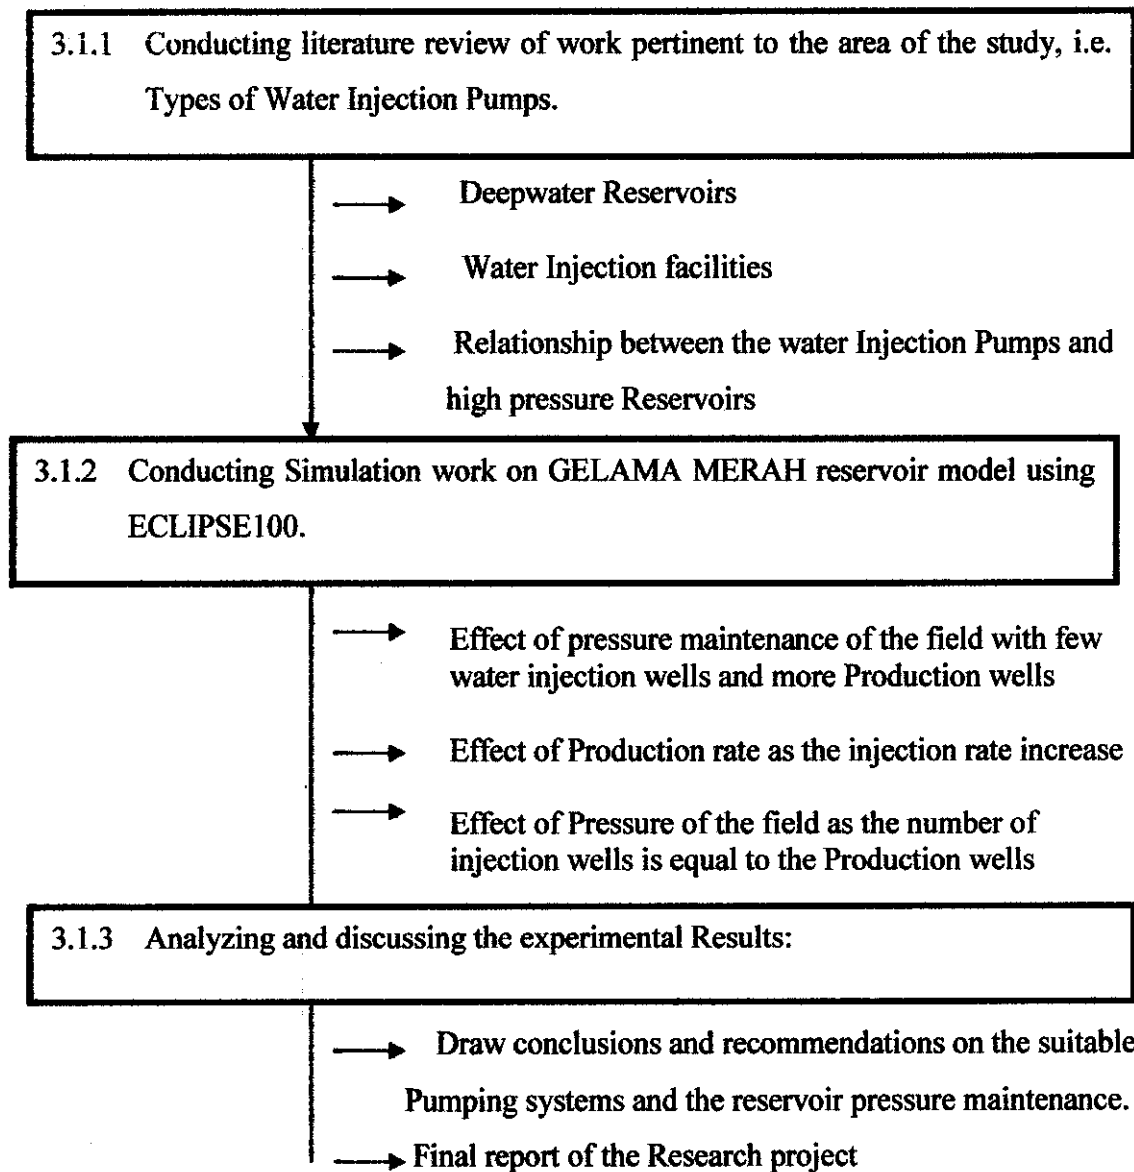 3.1.1 Conducting literature review of work pertinent to the area of the study, i.e.
Types of Water Injection Pumps.
Deepwater Reservoirs
Water Injection facilities
Relationship between the water Injection Pumps and
high pressure Reservoirs
3.1.2 Conducting Simulation work on GELAMA MERAH reservoir model using
ECLIPSE100.
Effect of pressure maintenance of the field with few
water injection wells and more Production wells
Effect of Production rate as the injection rate increase
Effect of Pressure of the field as the number of
injection wells is equal to the Production wells
3.1.3 Analyzing and discussing the experimental Results:
Draw conclusions and recommendations on the suitable
Pumping systems and the reservoir pressure maintenance.
Final report of the Research project